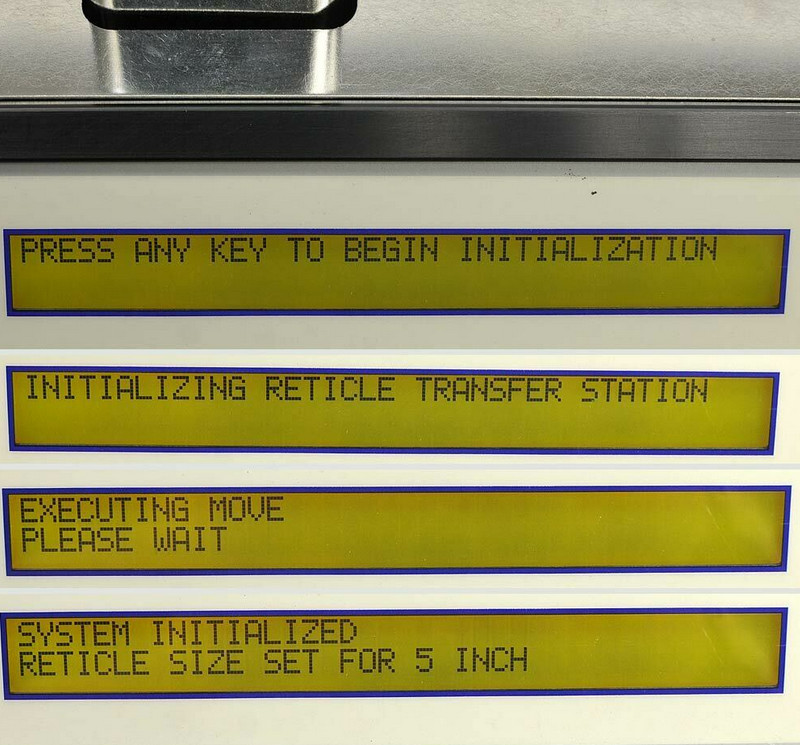 PRESS ANY KEY TO BEGIN INITIALIZATION
INITIALIZING RETICLE TRANSFER STATION
EXECUTING MOVE
PLEASE WAIT
SYSTEM INITIALIZED
RETICLE SIZE SET FOR 5 INCH